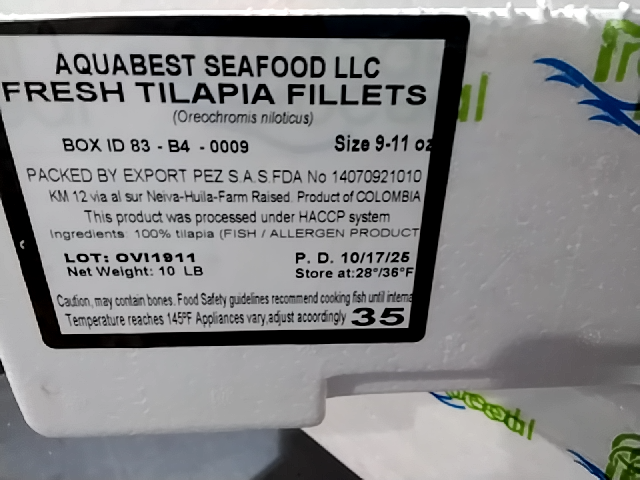 AQUABEST SEAFOOD LLC
FRESH TILAPIA FILLETS
(Oreochromis niloticus)
BOX ID 83 - B4 - 0009 Size 9-11 oz
PACKED BY EXPORT PEZ S.A.S.FDA No 14070921010
KM 12 via al sur Neiva-Huila-Farm Raised. Product of COLOMBIA
This product was processed under HACCP system
Ingredients: 100% tilapia (FISH / ALLERGEN PRODUCT
LOT: OVI1911 P. D. 10/17/25
Net Weight: 10 LB Store at:28°/36°F
Caution, may contain bones. Food Safety guidelines recommend cooking fish until interna
Temperature reaches 145ºF Appliances vary,adjust acoordingly 35